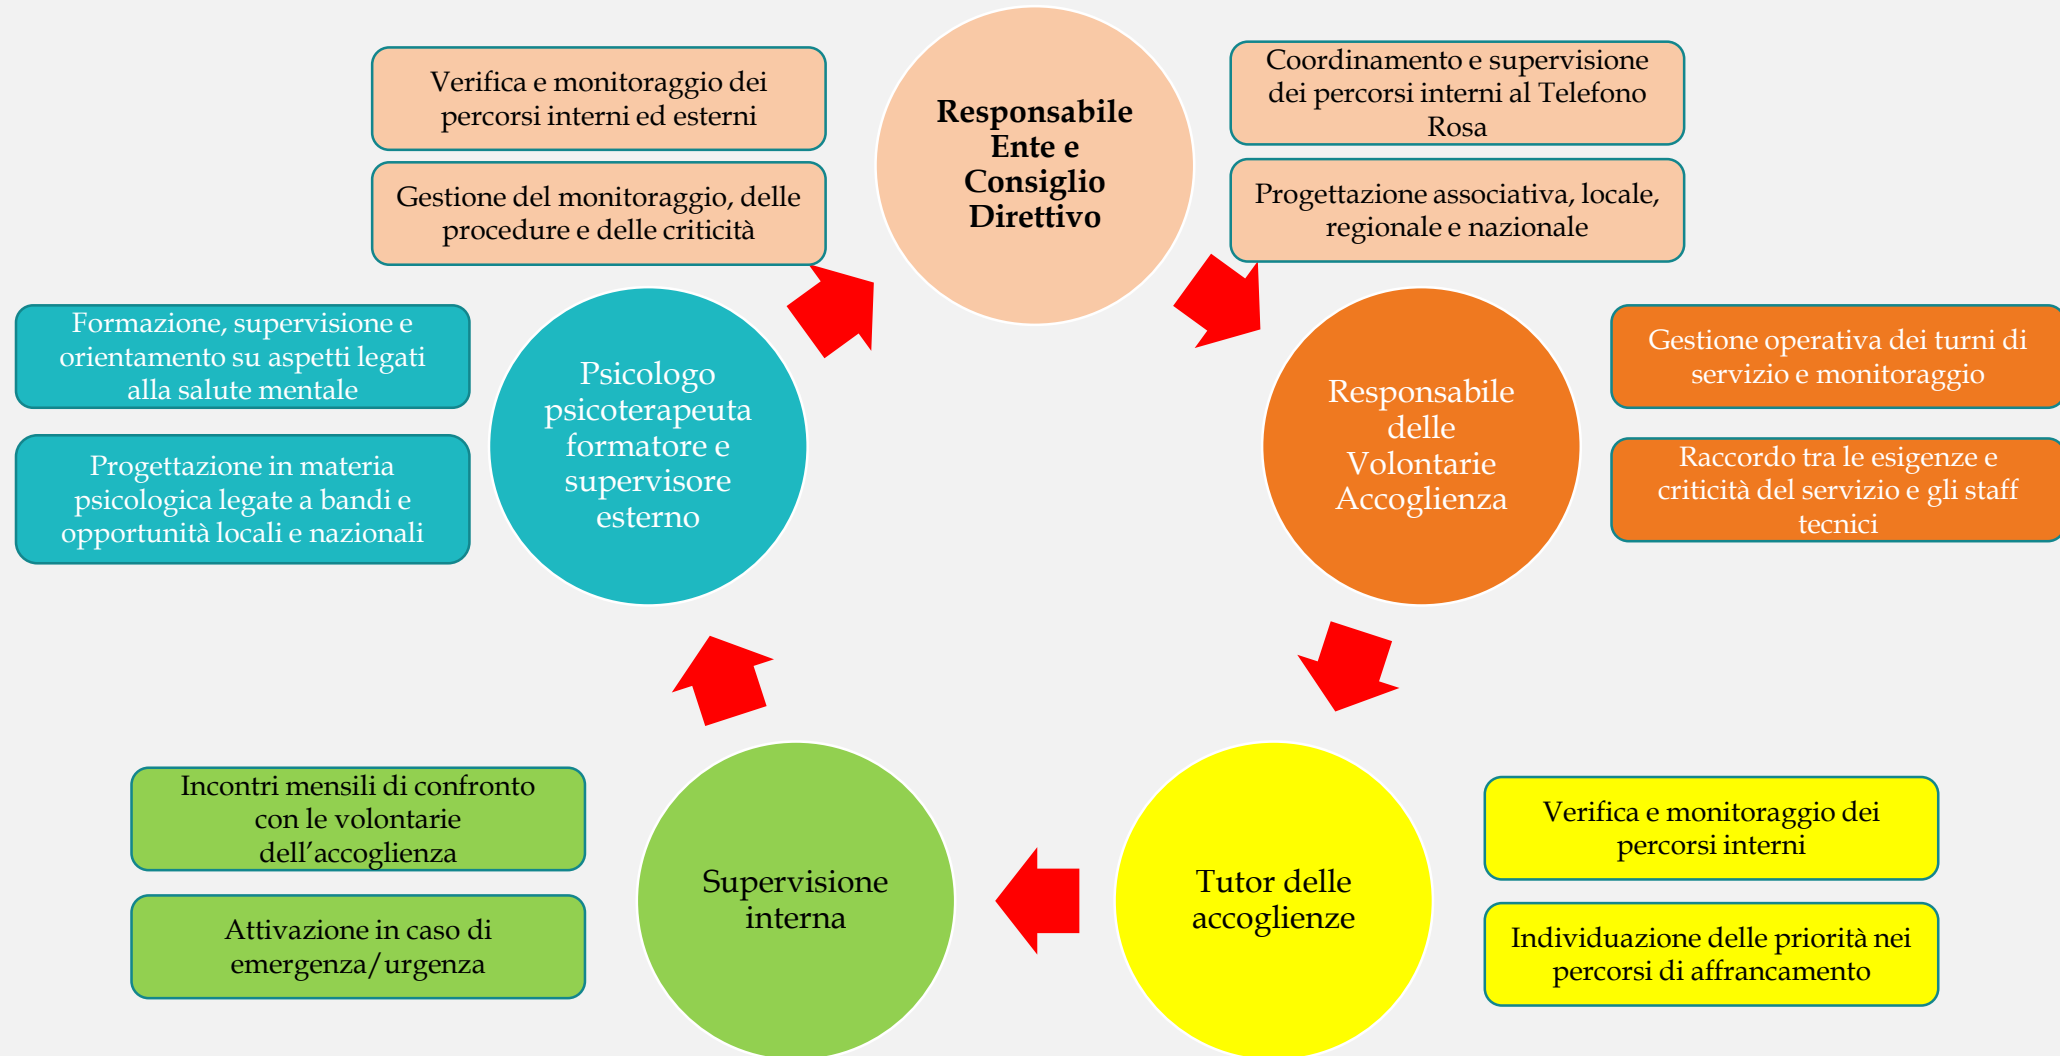 Verifica e monitoraggio dei
percorsi interni ed esterni
Gestione del monitoraggio, delle
procedure e delle criticità
Responsabile
Ente e
Consiglio
Direttivo
Coordinamento e supervisione
dei percorsi interni al Telefono
Rosa
Progettazione associativa, locale,
regionale e nazionale
Formazione, supervisione e
orientamento su aspetti legati
alla salute mentale
Progettazione in materia
psicologica legate a bandi e
opportunità locali e nazionali
Psicologo
psicoterapeuta
formatore e
supervisore
esterno
Responsabile
delle
Volontarie
Accoglienza
Gestione operativa dei turni di
servizio e monitoraggio
Raccordo tra le esigenze e
criticità del servizio e gli staff
tecnici
Incontri mensili di confronto
con le volontarie
dell’accoglienza
Attivazione in caso di
emergenza/urgenza
Supervisione
interna
Tutor delle
accoglienze
Verifica e monitoraggio dei
percorsi interni
Individuazione delle priorità nei
percorsi di affrancamento